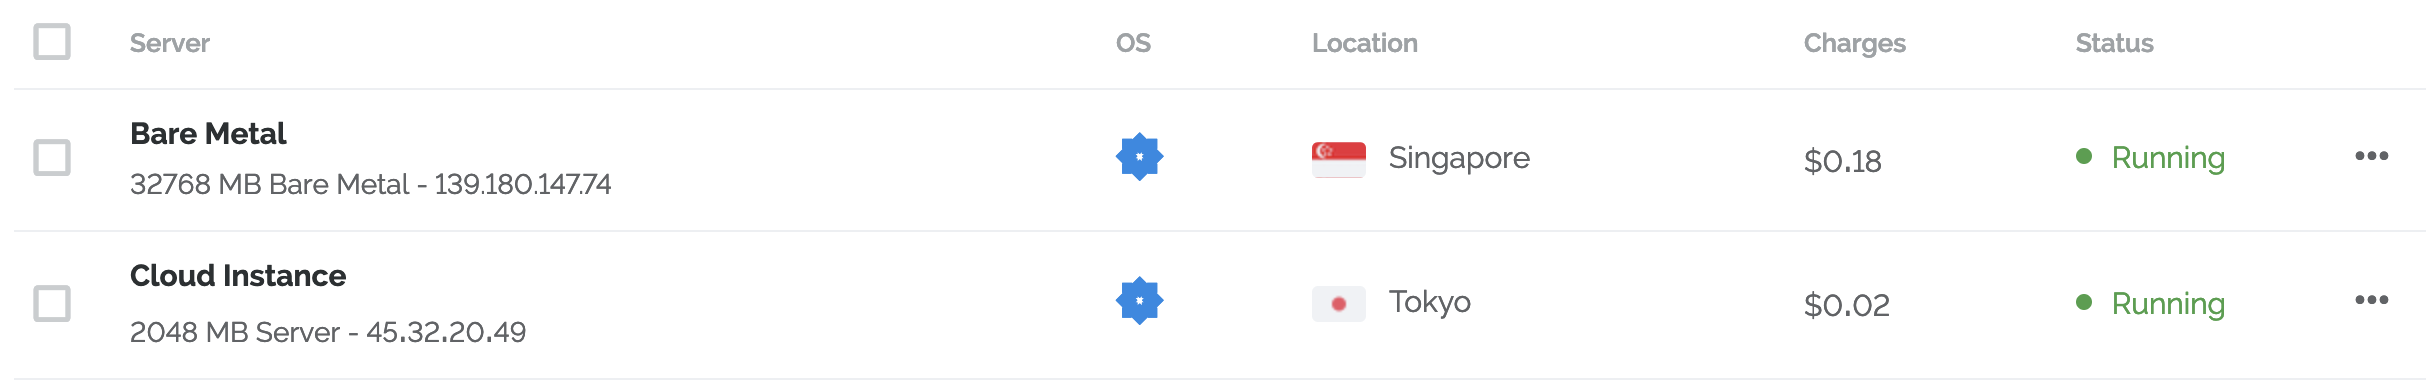 Server OS Location Charges Status
Bare Metal
32768 MB Bare Metal - 139.180.147.74
Singapore $0.18 Running
Cloud Instance
2048 MB Server - 45.32.20.49
Tokyo $0.02 Running